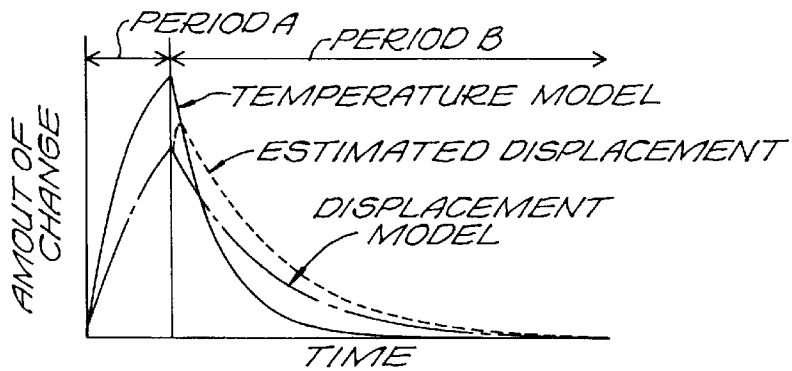 PERIOD A
PERIOD B
TEMPERATURE MODEL
ESTIMATED DISPLACEMENT
DISPLACEMENT
MODEL
AMOUT OF
CHANGE
TIME